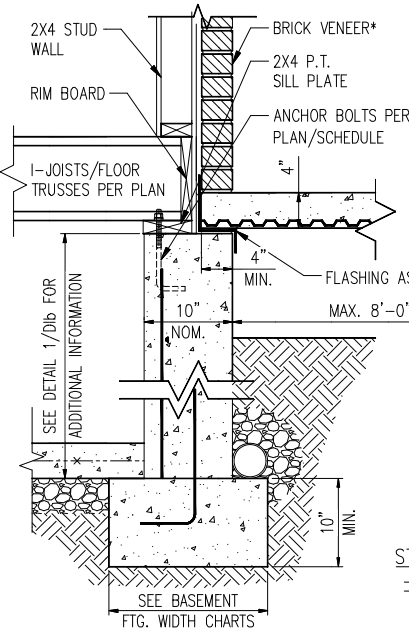 2X4 STUD
WALL
RIM BOARD
I-JOISTS/FLOOR
TRUSSES PER PLAN
BRICK VENEER*
2X4 P.T.
SILL PLATE
ANCHOR BOLTS PER
PLAN/SCHEDULE
4"
FLASHING AS
4"
MIN.
10"
NOM.
MAX. 8'-0"
SEE DETAIL 1/D1b FOR
ADDITIONAL INFORMATION
10"
MIN.
SEE BASEMENT
FTG. WIDTH CHARTS